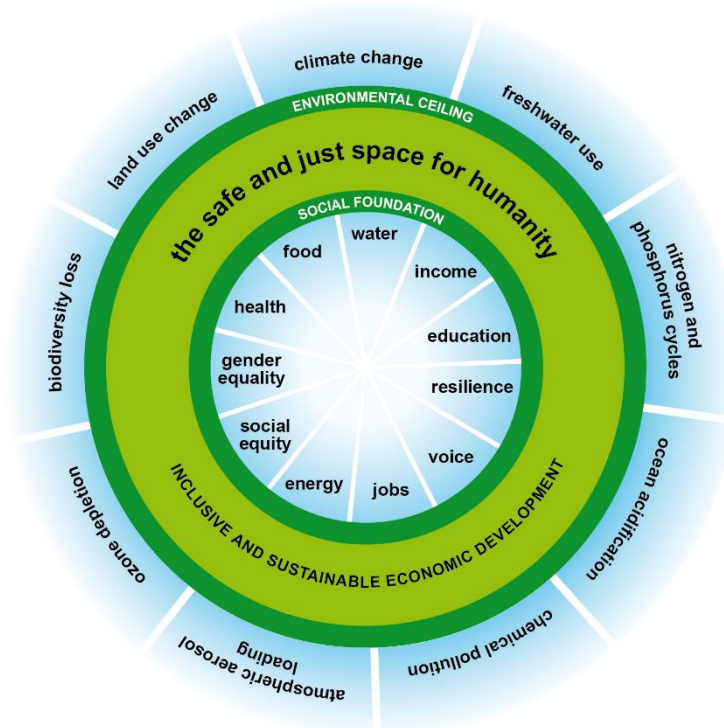 climate change
freshwater use
nitrogen and
phosphorus cycles
ocean acidification
chemical pollution
atmospheric aerosol
loading
ozone depletion
biodiversity loss
land use change
ENVIRONMENTAL CEILING
the safe and just space for humanity
SOCIAL FOUNDATION
water
income
education
resilience
voice
jobs
energy
social
equity
gender
equality
health
food
INCLUSIVE AND SUSTAINABLE ECONOMIC DEVELOPMENT